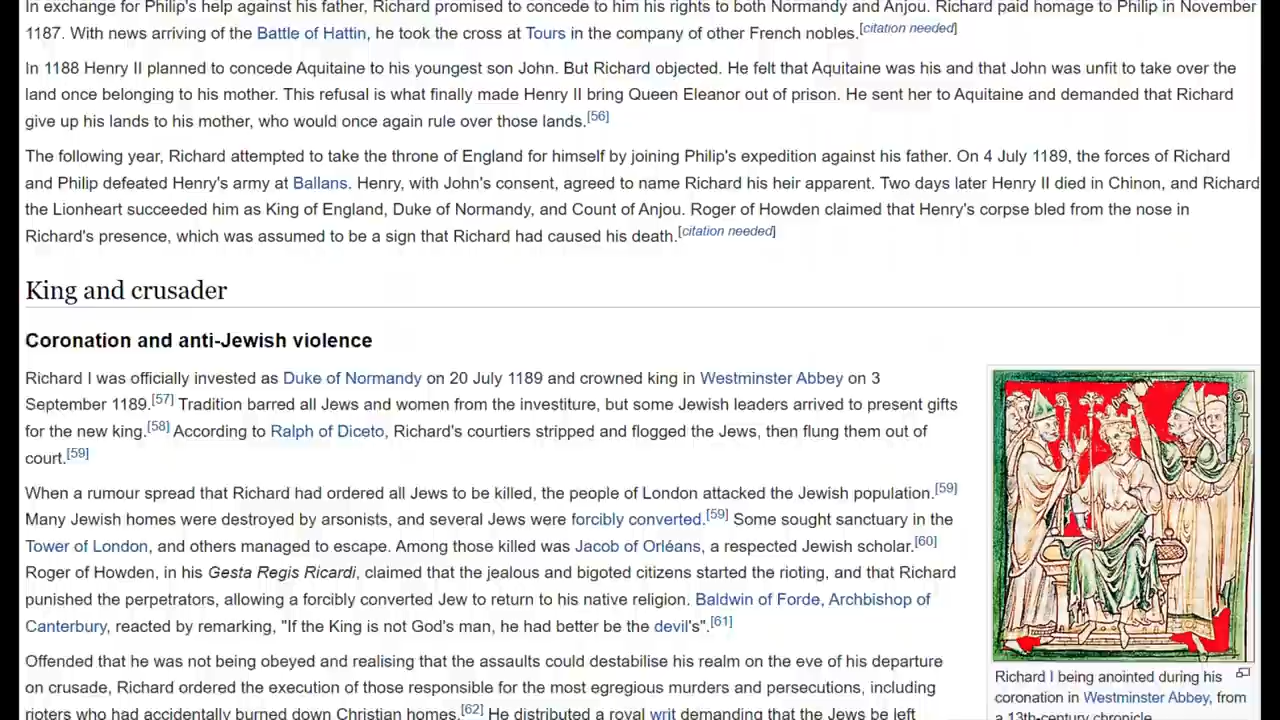 In exchange for Philip's help against his father, Richard promised to concede to him his rights to both Normandy and Anjou. Richard paid homage to Philip in November
1187. With news arriving of the Battle of Hattin, he took the cross at Tours in the company of other French nobles.[citation needed]
In 1188 Henry II planned to concede Aquitaine to his youngest son John. But Richard objected. He felt that Aquitaine was his and that John was unfit to take over the
land once belonging to his mother. This refusal is what finally made Henry II bring Queen Eleanor out of prison. He sent her to Aquitaine and demanded that Richard
give up his lands to his mother, who would once again rule over those lands.[56]
The following year, Richard attempted to take the throne of England for himself by joining Philip's expedition against his father. On 4 July 1189, the forces of Richard
and Philip defeated Henry's army at Ballans. Henry, with John's consent, agreed to name Richard his heir apparent. Two days later Henry II died in Chinon, and Richard
the Lionheart succeeded him as King of England, Duke of Normandy, and Count of Anjou. Roger of Howden claimed that Henry's corpse bled from the nose in
Richard's presence, which was assumed to be a sign that Richard had caused his death.[citation needed]
King and crusader
Coronation and anti-Jewish violence
Richard I was officially invested as Duke of Normandy on 20 July 1189 and crowned king in Westminster Abbey on 3
September 1189.[57] Tradition barred all Jews and women from the investiture, but some Jewish leaders arrived to present gifts
for the new king.[58] According to Ralph of Diceto, Richard's courtiers stripped and flogged the Jews, then flung them out of
court.[59]
When a rumour spread that Richard had ordered all Jews to be killed, the people of London attacked the Jewish population.[59]
Many Jewish homes were destroyed by arsonists, and several Jews were forcibly converted.[59] Some sought sanctuary in the
Tower of London, and others managed to escape. Among those killed was Jacob of Orléans, a respected Jewish scholar.[60]
Roger of Howden, in his Gesta Regis Ricardi, claimed that the jealous and bigoted citizens started the rioting, and that Richard
punished the perpetrators, allowing a forcibly converted Jew to return to his native religion. Baldwin of Forde, Archbishop of
Canterbury, reacted by remarking, "If the King is not God's man, he had better be the devil's".[61]
Offended that he was not being obeyed and realising that the assaults could destabilise his realm on the eve of his departure
on crusade, Richard ordered the execution of those responsible for the most egregious murders and persecutions, including
rioters who had accidentally burned down Christian homes.[62] He distributed a royal writ demanding that the Jews be left
Richard I being anointed during his
coronation in Westminster Abbey, from
a 13th-century chronicle